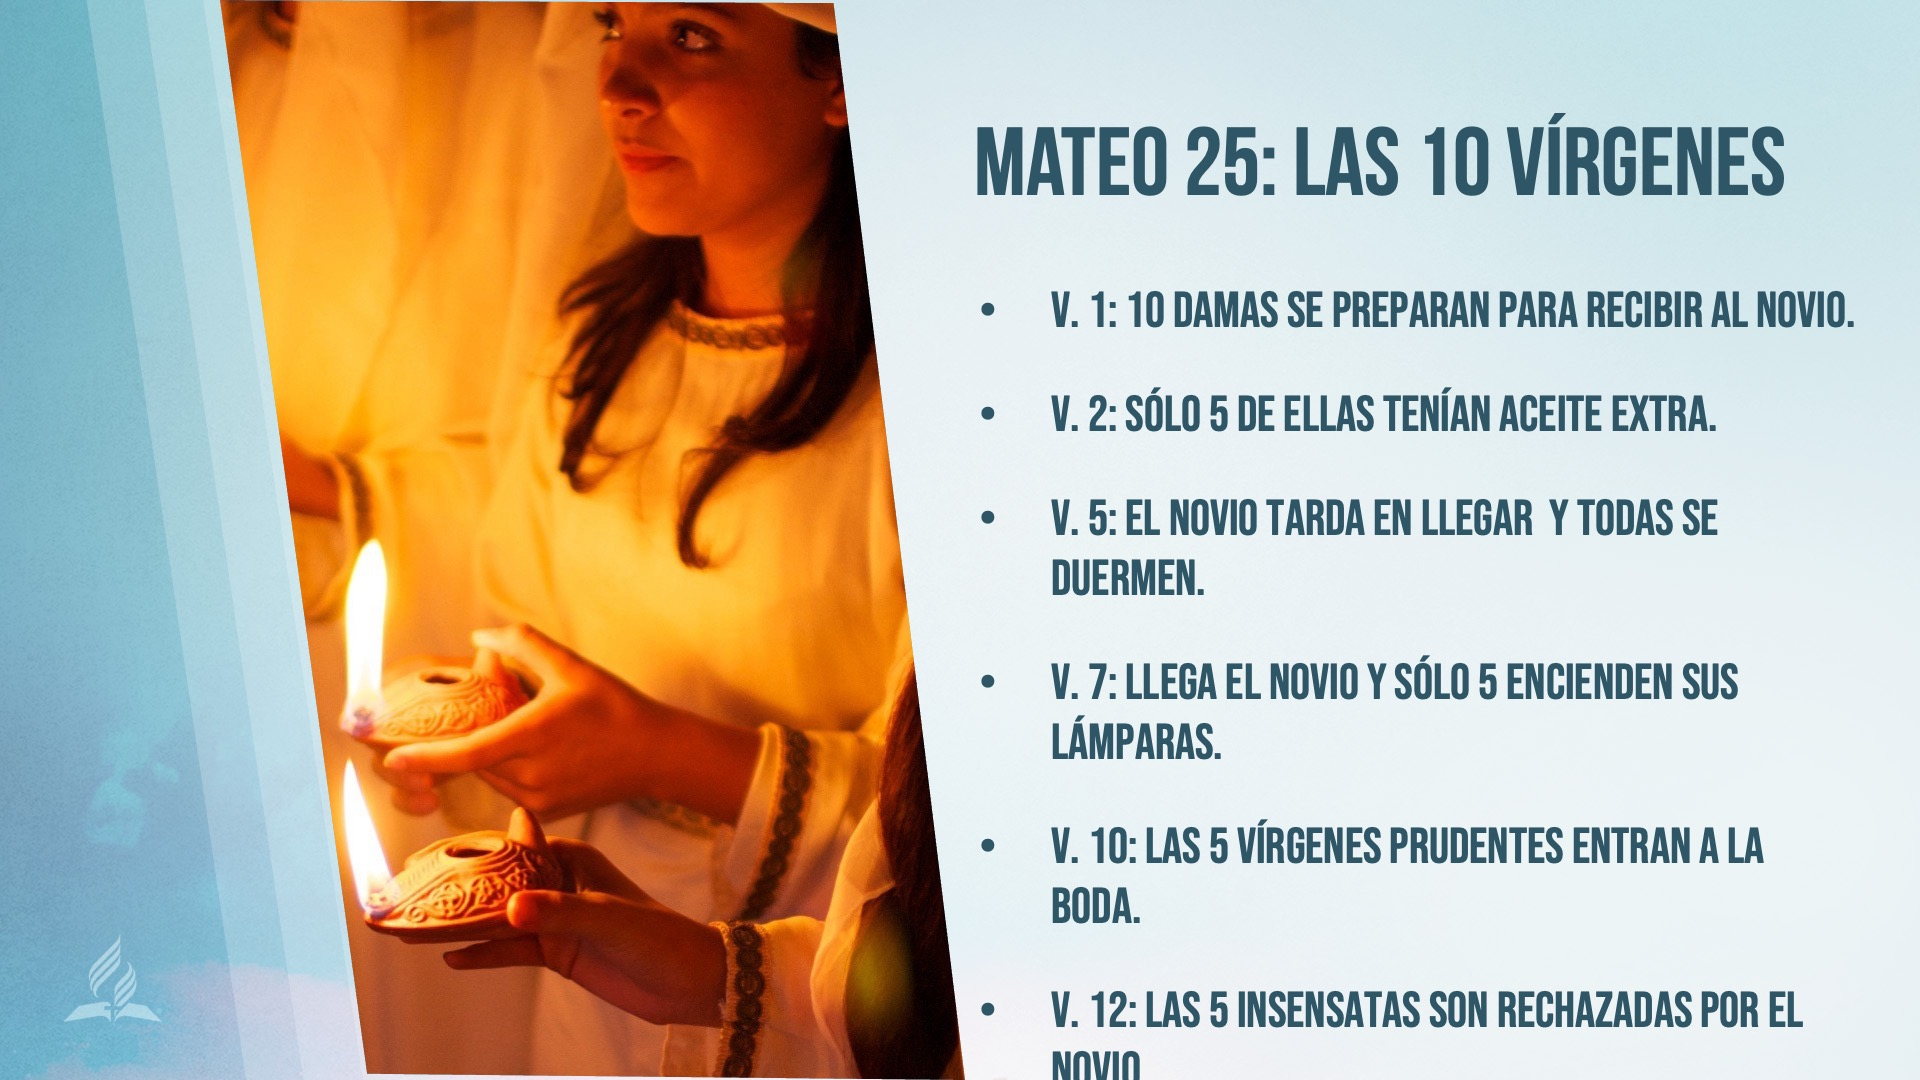 MATEO 25: LAS 10 VÍRGENES
• V. 1: 10 DAMAS SE PREPARAN PARA RECIBIR AL NOVIO.
• V. 2: SÓLO 5 DE ELLAS TENÍAN ACEITE EXTRA.
• V. 5: EL NOVIO TARDA EN LLEGAR  Y TODAS SE
DUERMEN.
• V. 7: LLEGA EL NOVIO Y SÓLO 5 ENCIENDEN SUS
LÁMPARAS.
• V. 10: LAS 5 VÍRGENES PRUDENTES ENTRAN A LA
BODA.
• V. 12: LAS 5 INSENSATAS SON RECHAZADAS POR EL
NOVIO